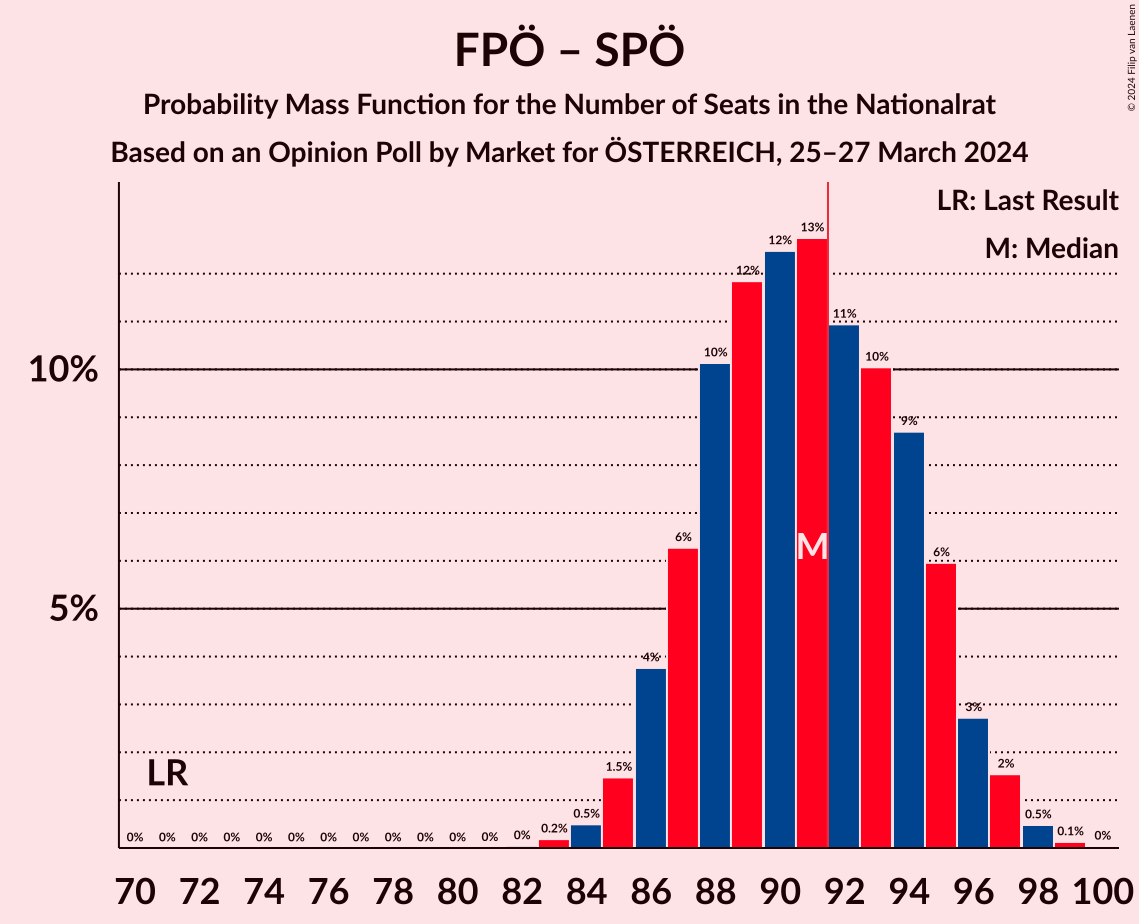 FPÖ – SPÖ
Probability Mass Function for the Number of Seats in the Nationalrat
Based on an Opinion Poll by Market for ÖSTERREICH, 25–27 March 2024
© 2024 Filip van Laenen
LR: Last Result
M: Median
10%
5%
LR
M
0% 0% 0% 0% 0% 0% 0% 0% 0% 0% 0% 0% 0% 0.2% 0.5% 1.5% 4% 6% 10% 12% 12% 13% 11% 10% 9% 6% 3% 2% 0.5% 0.1% 0%
70 72 74 76 78 80 82 84 86 88 90 92 94 96 98 100